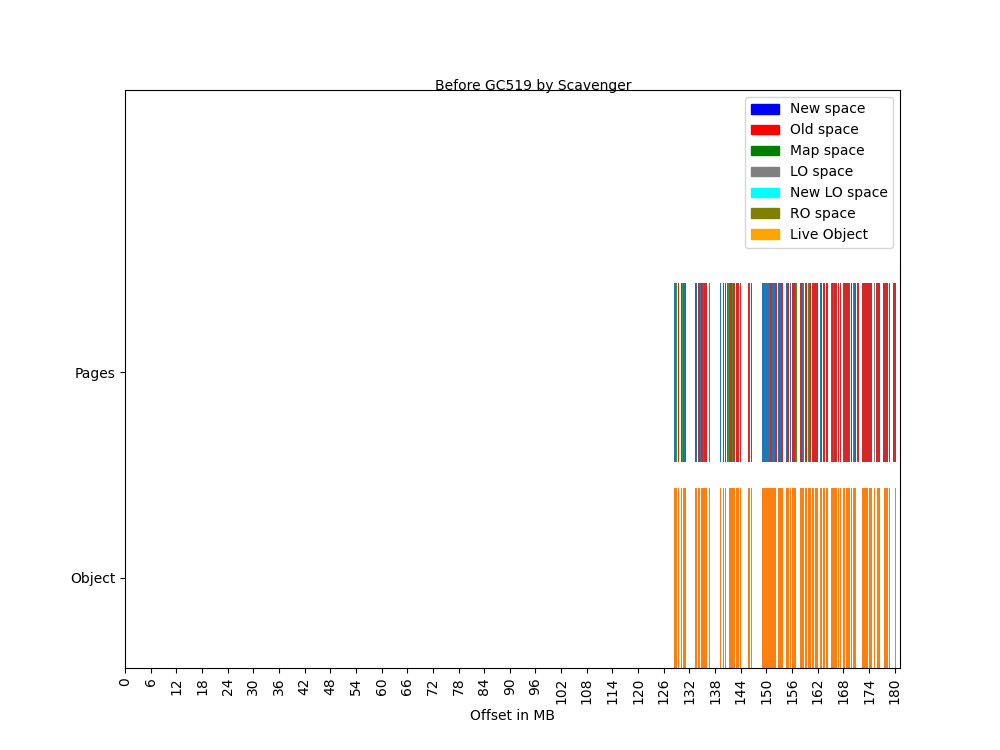 Before GC519 by Scavenger
New space
Old space
Map space
LO space
New LO space
RO space
Live Object
Pages
Object
0 6 12 18 24 30 36 42 48 54 60 66 72 78 84 90 96 102 108 114 120 126 132 138 144 150 156 162 168 174 180
Offset in MB